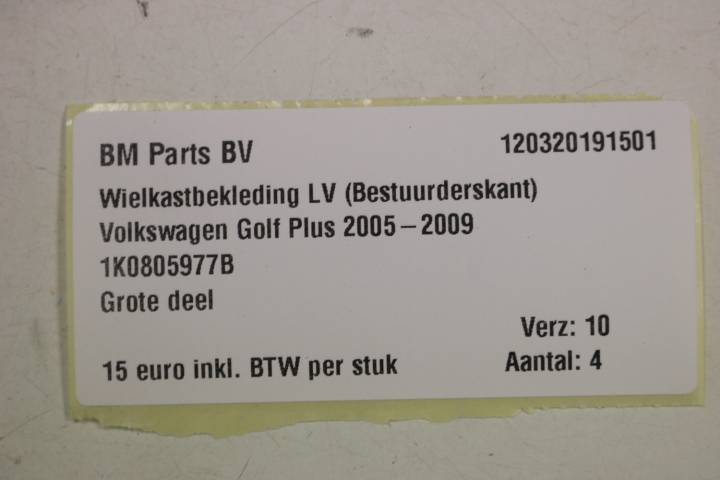 BM Parts BV 120320191501
Wielkastbekleding LV (Bestuurderskant)
Volkswagen Golf Plus 2005–2009
1K0805977B
Grote deel
Verz: 10
15 euro inkl. BTW per stuk Aantal: 4